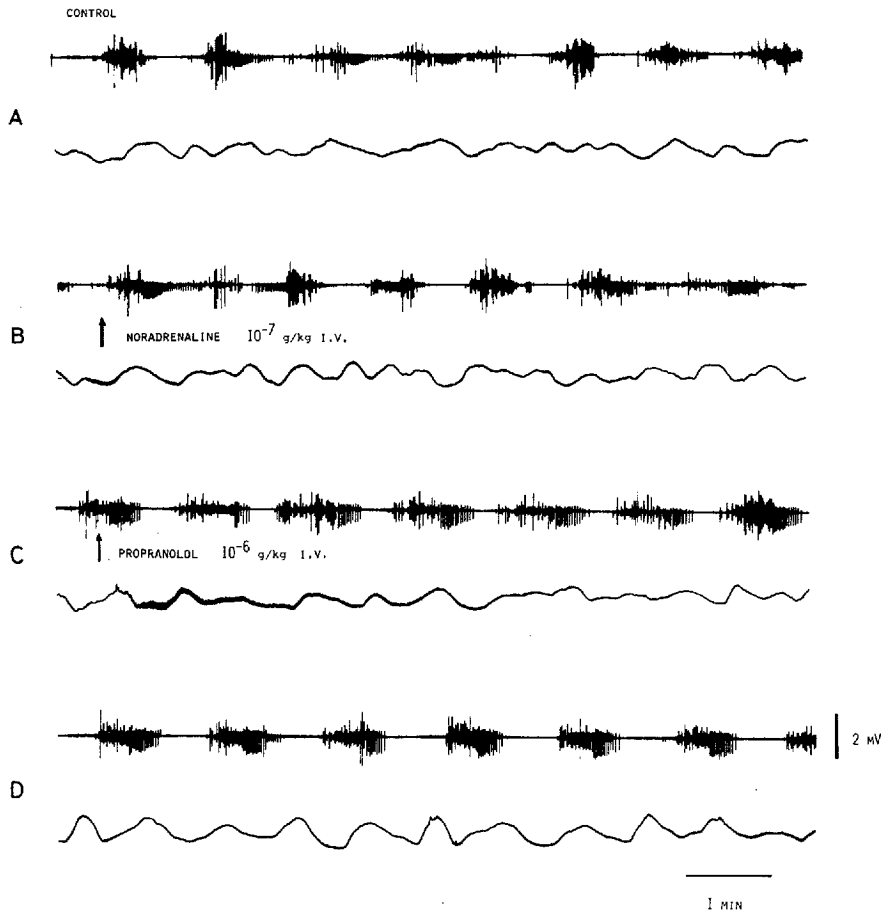 CONTROL
A
B
NORADRENALINE 10⁻⁷ g/kg I.V.
C
PROPRANOLOL 10⁻⁶ g/kg I.V.
2 MV
D
1 MIN